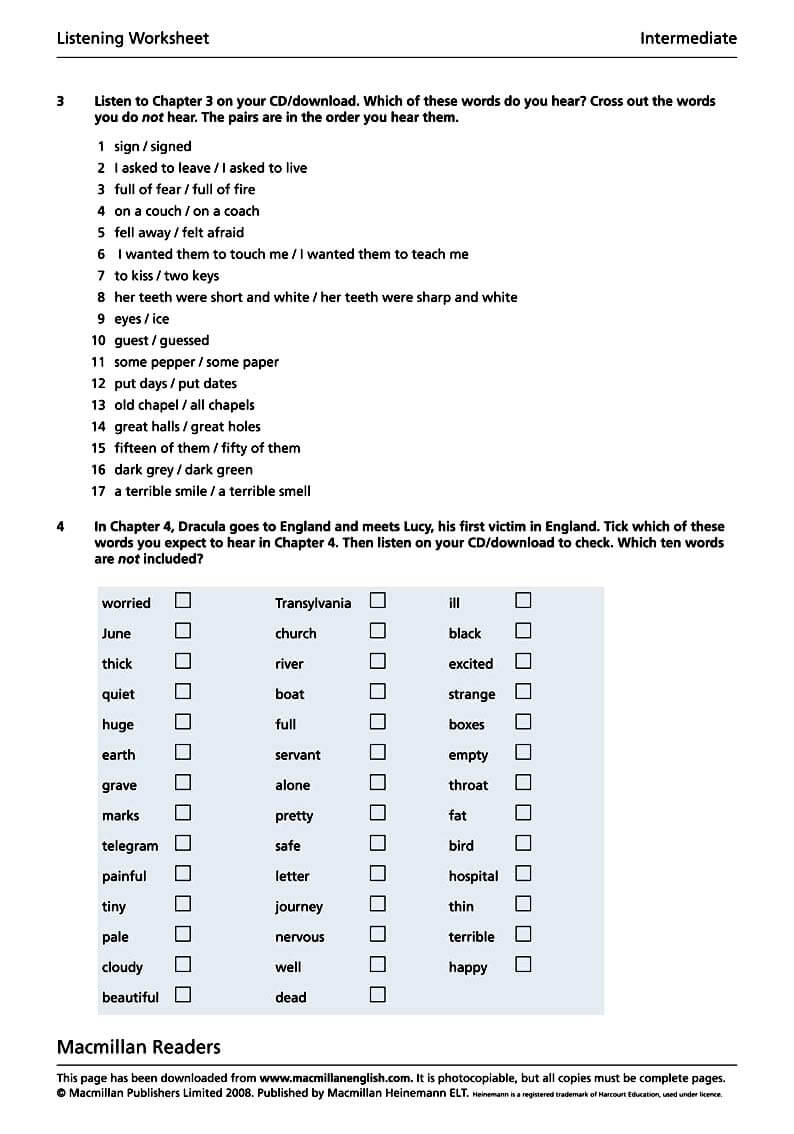 Listening Worksheet Intermediate
3 Listen to Chapter 3 on your CD/download. Which of these words do you hear? Cross out the words
you do not hear. The pairs are in the order you hear them.
1 sign / signed
2 I asked to leave / I asked to live
3 full of fear / full of fire
4 on a couch / on a coach
5 fell away / felt afraid
6 I wanted them to touch me / I wanted them to teach me
7 to kiss / two keys
8 her teeth were short and white / her teeth were sharp and white
9 eyes / ice
10 guest / guessed
11 some pepper / some paper
12 put days / put dates
13 old chapel / all chapels
14 great halls / great holes
15 fifteen of them / fifty of them
16 dark grey / dark green
17 a terrible smile / a terrible smell
4 In Chapter 4, Dracula goes to England and meets Lucy, his first victim in England. Tick which of these
words you expect to hear in Chapter 4. Then listen on your CD/download to check. Which ten words
are not included?
worried Transylvania ill
June church black
thick river excited
quiet boat strange
huge full boxes
earth servant empty
grave alone throat
marks pretty fat
telegram safe bird
painful letter hospital
tiny journey thin
pale nervous terrible
cloudy well happy
beautiful dead
Macmillan Readers
This page has been downloaded from www.macmillanenglish.com. It is photocopiable, but all copies must be complete pages.
© Macmillan Publishers Limited 2008. Published by Macmillan Heinemann ELT. Heinemann is a registered trademark of Harcourt Education, used under licence.